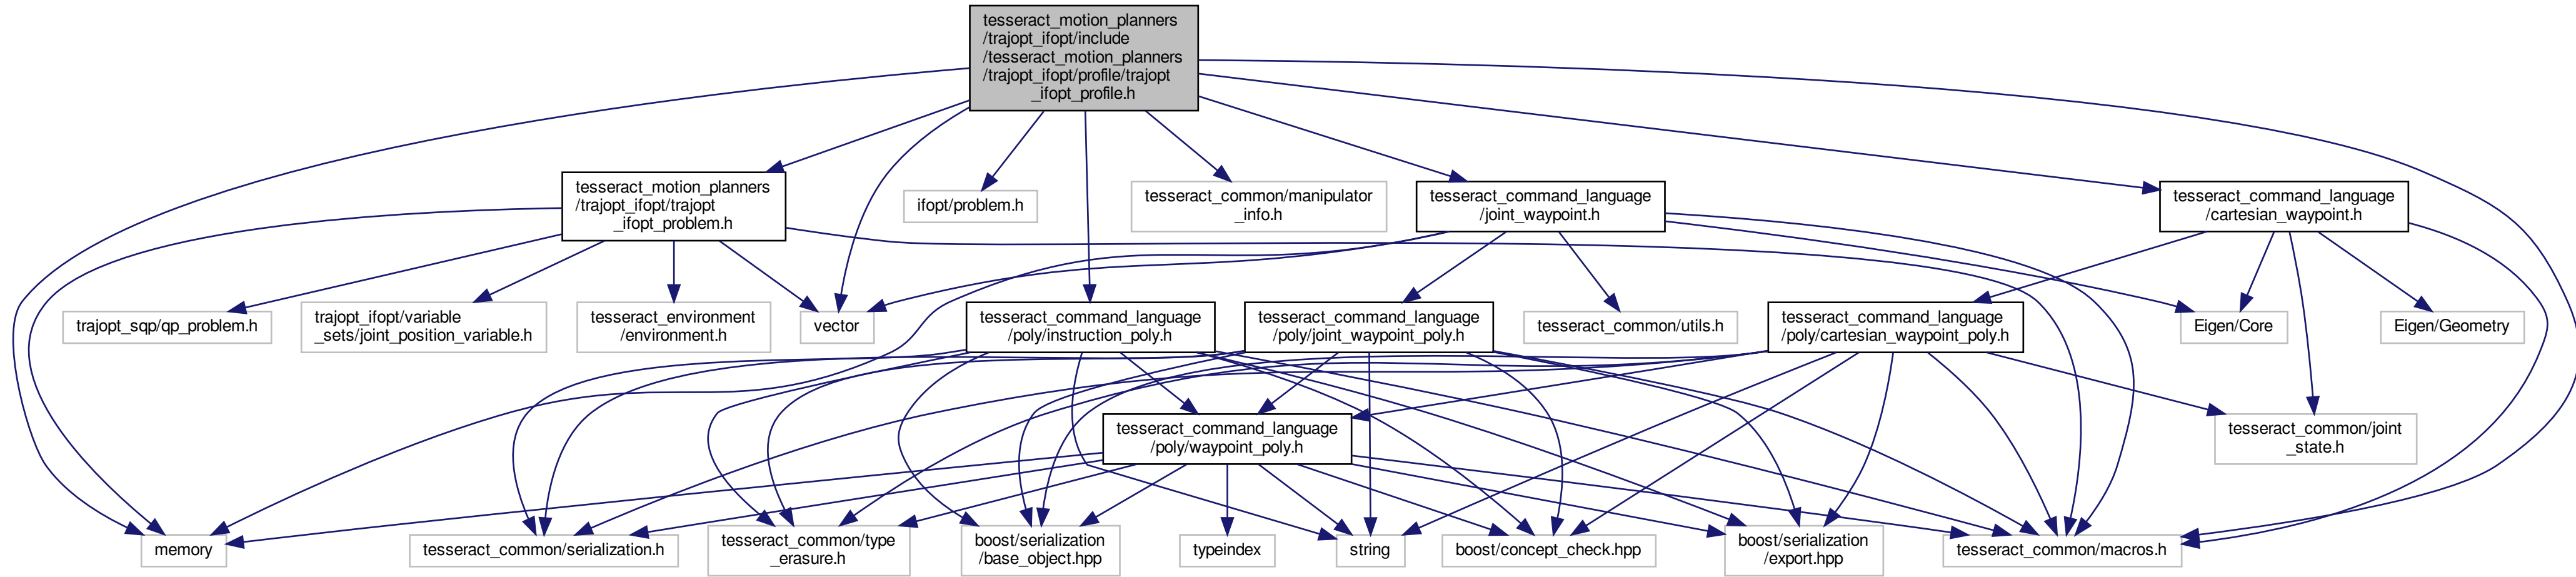 tesseract_motion_planners
/trajopt_ifopt/include
/tesseract_motion_planners
/trajopt_ifopt/profile/trajopt
_ifopt_profile.h
tesseract_motion_planners
/trajopt_ifopt/trajopt
_ifopt_problem.h
ifopt/problem.h
tesseract_common/manipulator
_info.h
tesseract_command_language
/joint_waypoint.h
tesseract_command_language
/cartesian_waypoint.h
trajopt_sqp/qp_problem.h
trajopt_ifopt/variable
_sets/joint_position_variable.h
tesseract_environment
/environment.h
vector
tesseract_command_language
/poly/instruction_poly.h
tesseract_command_language
/poly/joint_waypoint_poly.h
tesseract_common/utils.h
tesseract_command_language
/poly/cartesian_waypoint_poly.h
Eigen/Core
Eigen/Geometry
tesseract_command_language
/poly/waypoint_poly.h
tesseract_common/joint
_state.h
memory
tesseract_common/serialization.h
tesseract_common/type
_erasure.h
boost/serialization
/base_object.hpp
typeindex
string
boost/concept_check.hpp
boost/serialization
/export.hpp
tesseract_common/macros.h